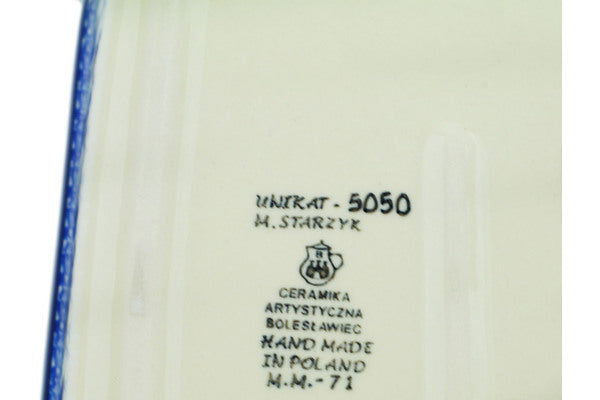 UNIKAT - 5050
M. STARZYK
B
CERAMIKA
ARTYSTYCZNA
BOLESŁAWIEC
HAND MADE
IN POLAND
M.M.-71